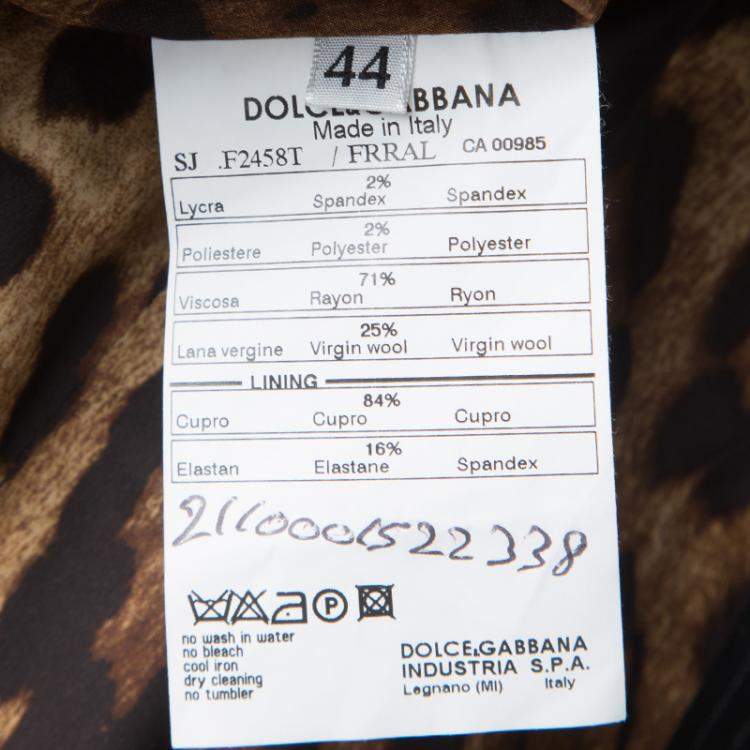 44
DOLCE&GABBANA
Made in Italy
SJ .F2458T / FRRAL CA 00985
2%
Lycra Spandex Spandex
2%
Poliestere Polyester Polyester
71%
Viscosa Rayon Ryon
25%
Lana vergine Virgin wool Virgin wool
LINING
84%
Cupro Cupro Cupro
16%
Elastan Elastane Spandex
P
no wash in water
no bleach
cool iron
dry cleaning
no tumbler
DOLCE&GABBANA
INDUSTRIA S.P.A.
Legnano (MI) Italy